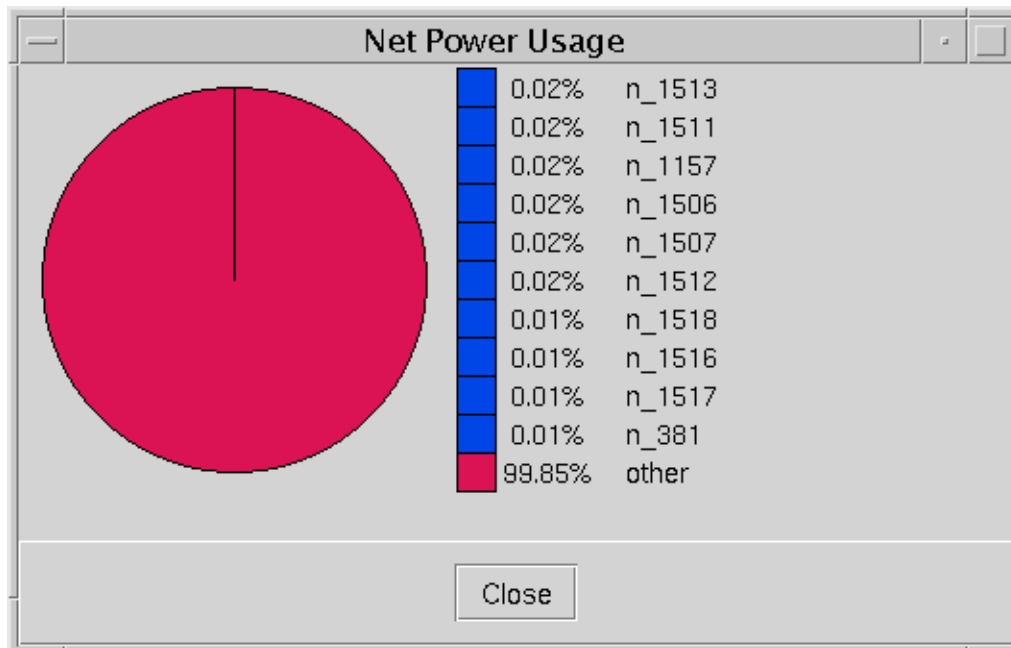 Net Power Usage
0.02% n_1513
0.02% n_1511
0.02% n_1157
0.02% n_1506
0.02% n_1507
0.02% n_1512
0.01% n_1518
0.01% n_1516
0.01% n_1517
0.01% n_381
99.85% other
Close